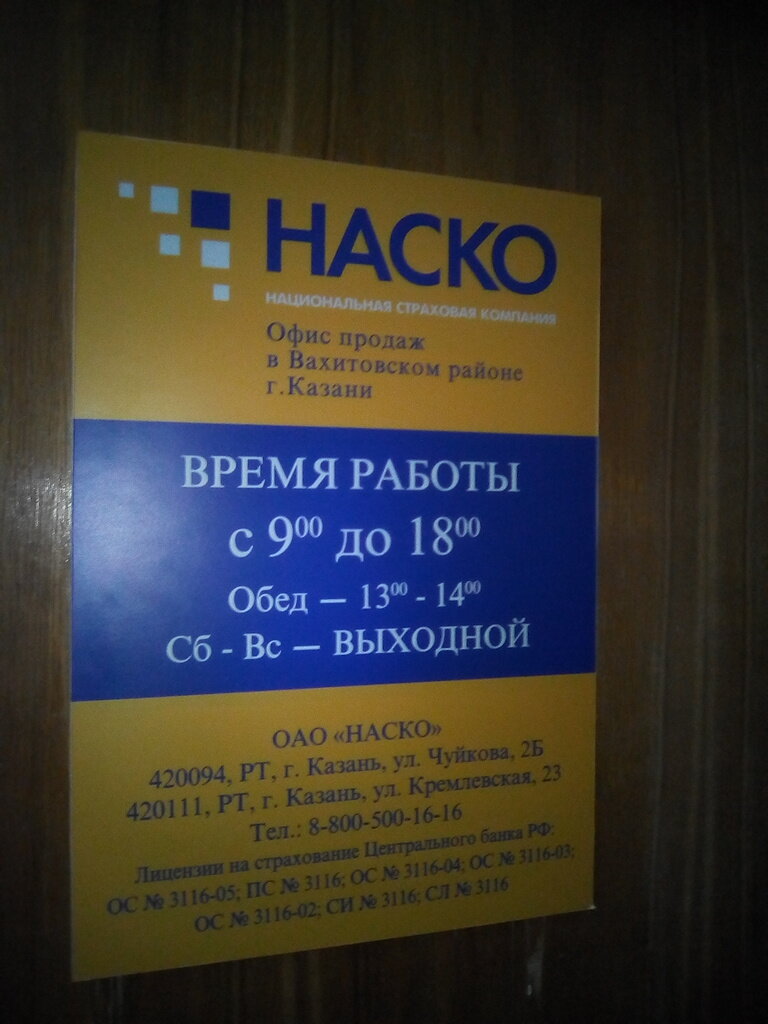 НАСКО
НАЦИОНАЛЬНАЯ СТРАХОВАЯ КОМПАНИЯ
Офис продаж
в Вахитовском районе
г.Казани
ВРЕМЯ РАБОТЫ
с 9⁰⁰ до 18⁰⁰
Обед — 13⁰⁰ - 14⁰⁰
Сб - Вс — ВЫХОДНОЙ
ОАО «НАСКО»
420094, РТ, г. Казань, ул. Чуйкова, 2Б
420111, РТ, г. Казань, ул. Кремлевская, 23
Тел.: 8-800-500-16-16
Лицензии на страхование Центрального банка РФ:
ОС № 3116-05; ПС № 3116; ОС № 3116-04; ОС № 3116-03;
ОС № 3116-02; СИ № 3116; СЛ № 3116